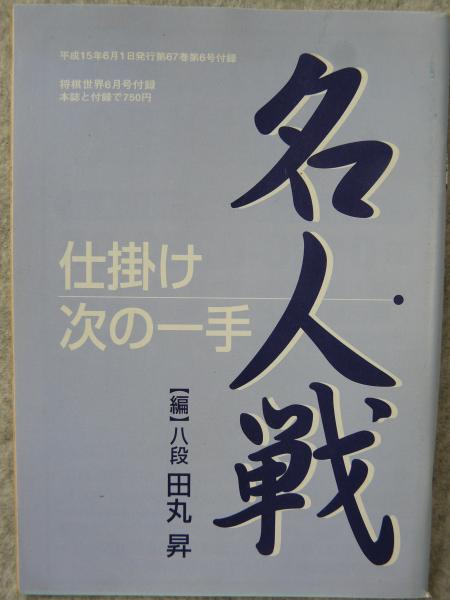 平成15年6月1日発行第67巻第6号付録
将棋世界6月号付録
本誌と付録で750円
名人戦
・
仕掛け
次の一手
【編】八段 田丸 昇